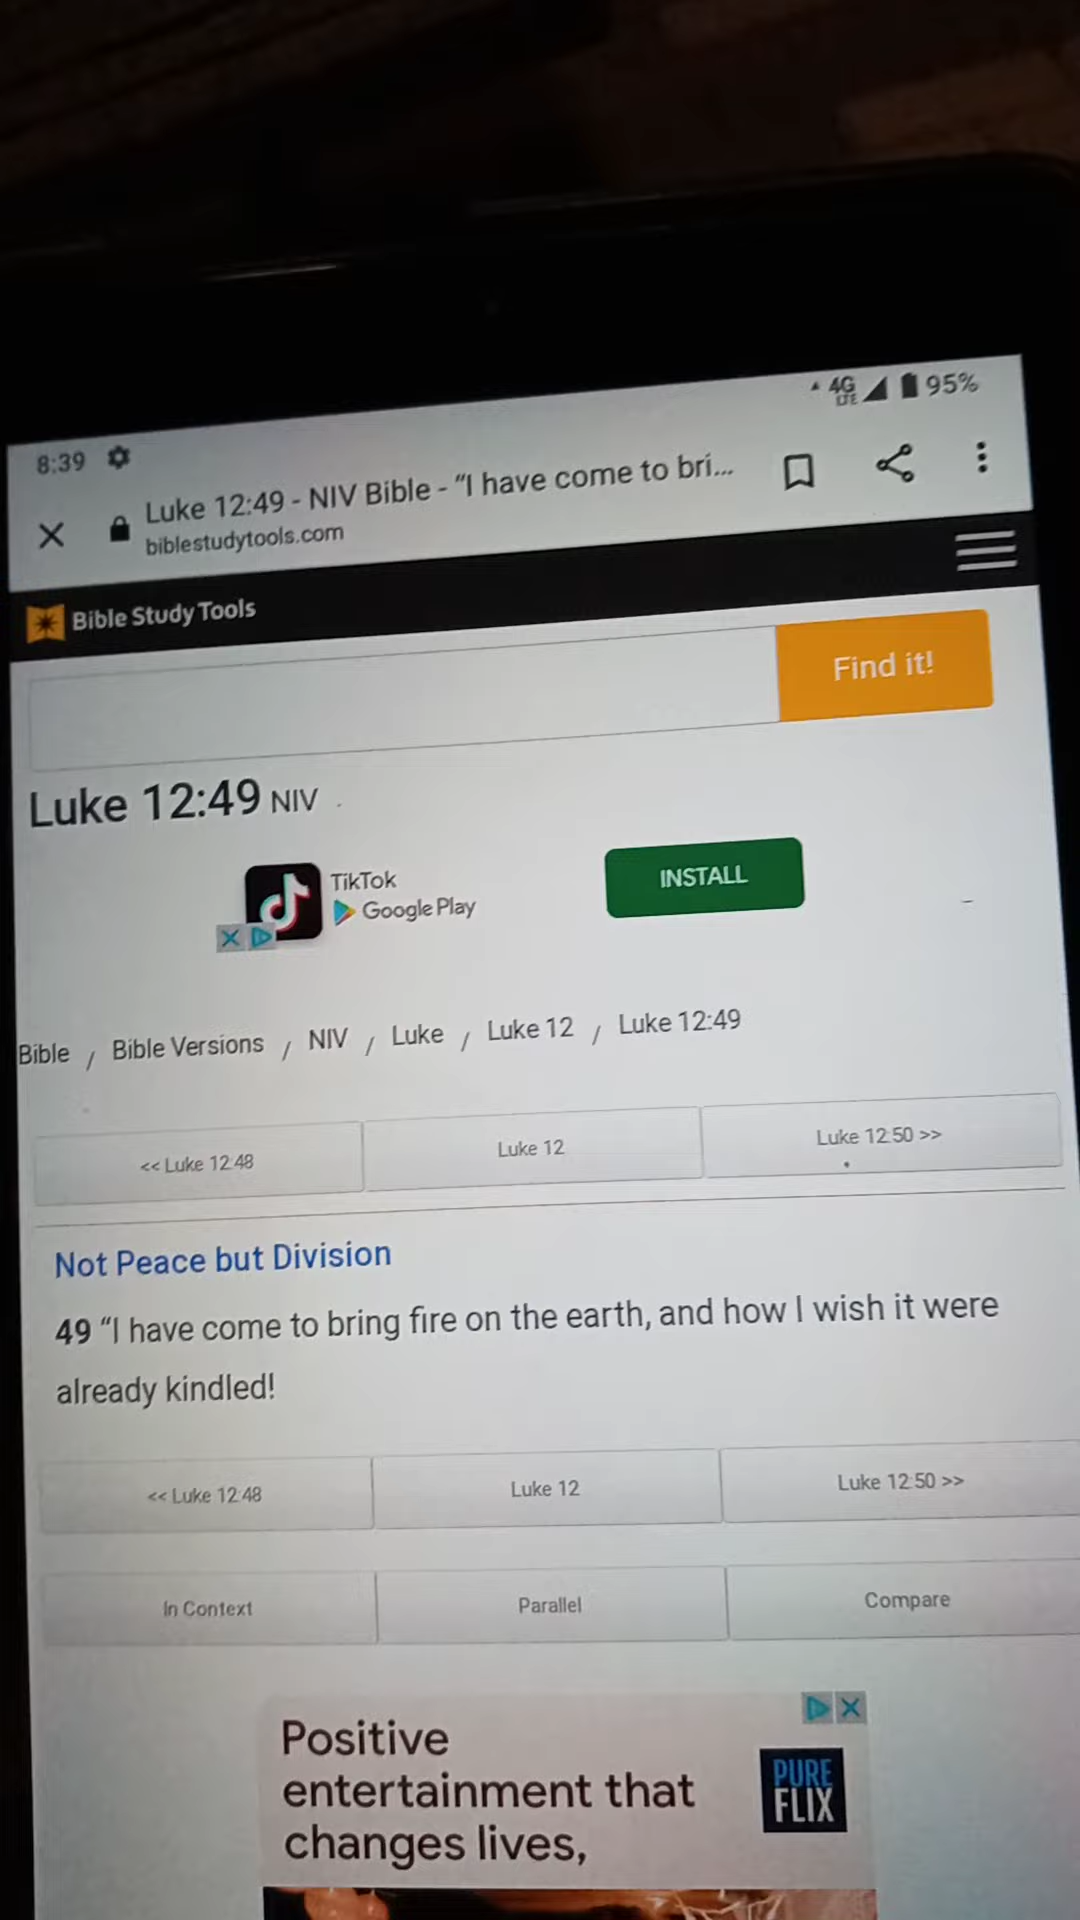 8:39
4G
LTE
95%
Luke 12:49 - NIV Bible - “I have come to bri...
biblestudytools.com
Bible Study Tools
Find it!
Luke 12:49 NIV
TikTok
Google Play
INSTALL
Bible / Bible Versions / NIV / Luke / Luke 12 / Luke 12:49
<< Luke 12:48
Luke 12
Luke 12:50 >>
Not Peace but Division
49 “I have come to bring fire on the earth, and how I wish it were
already kindled!
<< Luke 12:48
Luke 12
Luke 12:50 >>
In Context
Parallel
Compare
Positive
entertainment that
changes lives,
PURE
FLIX